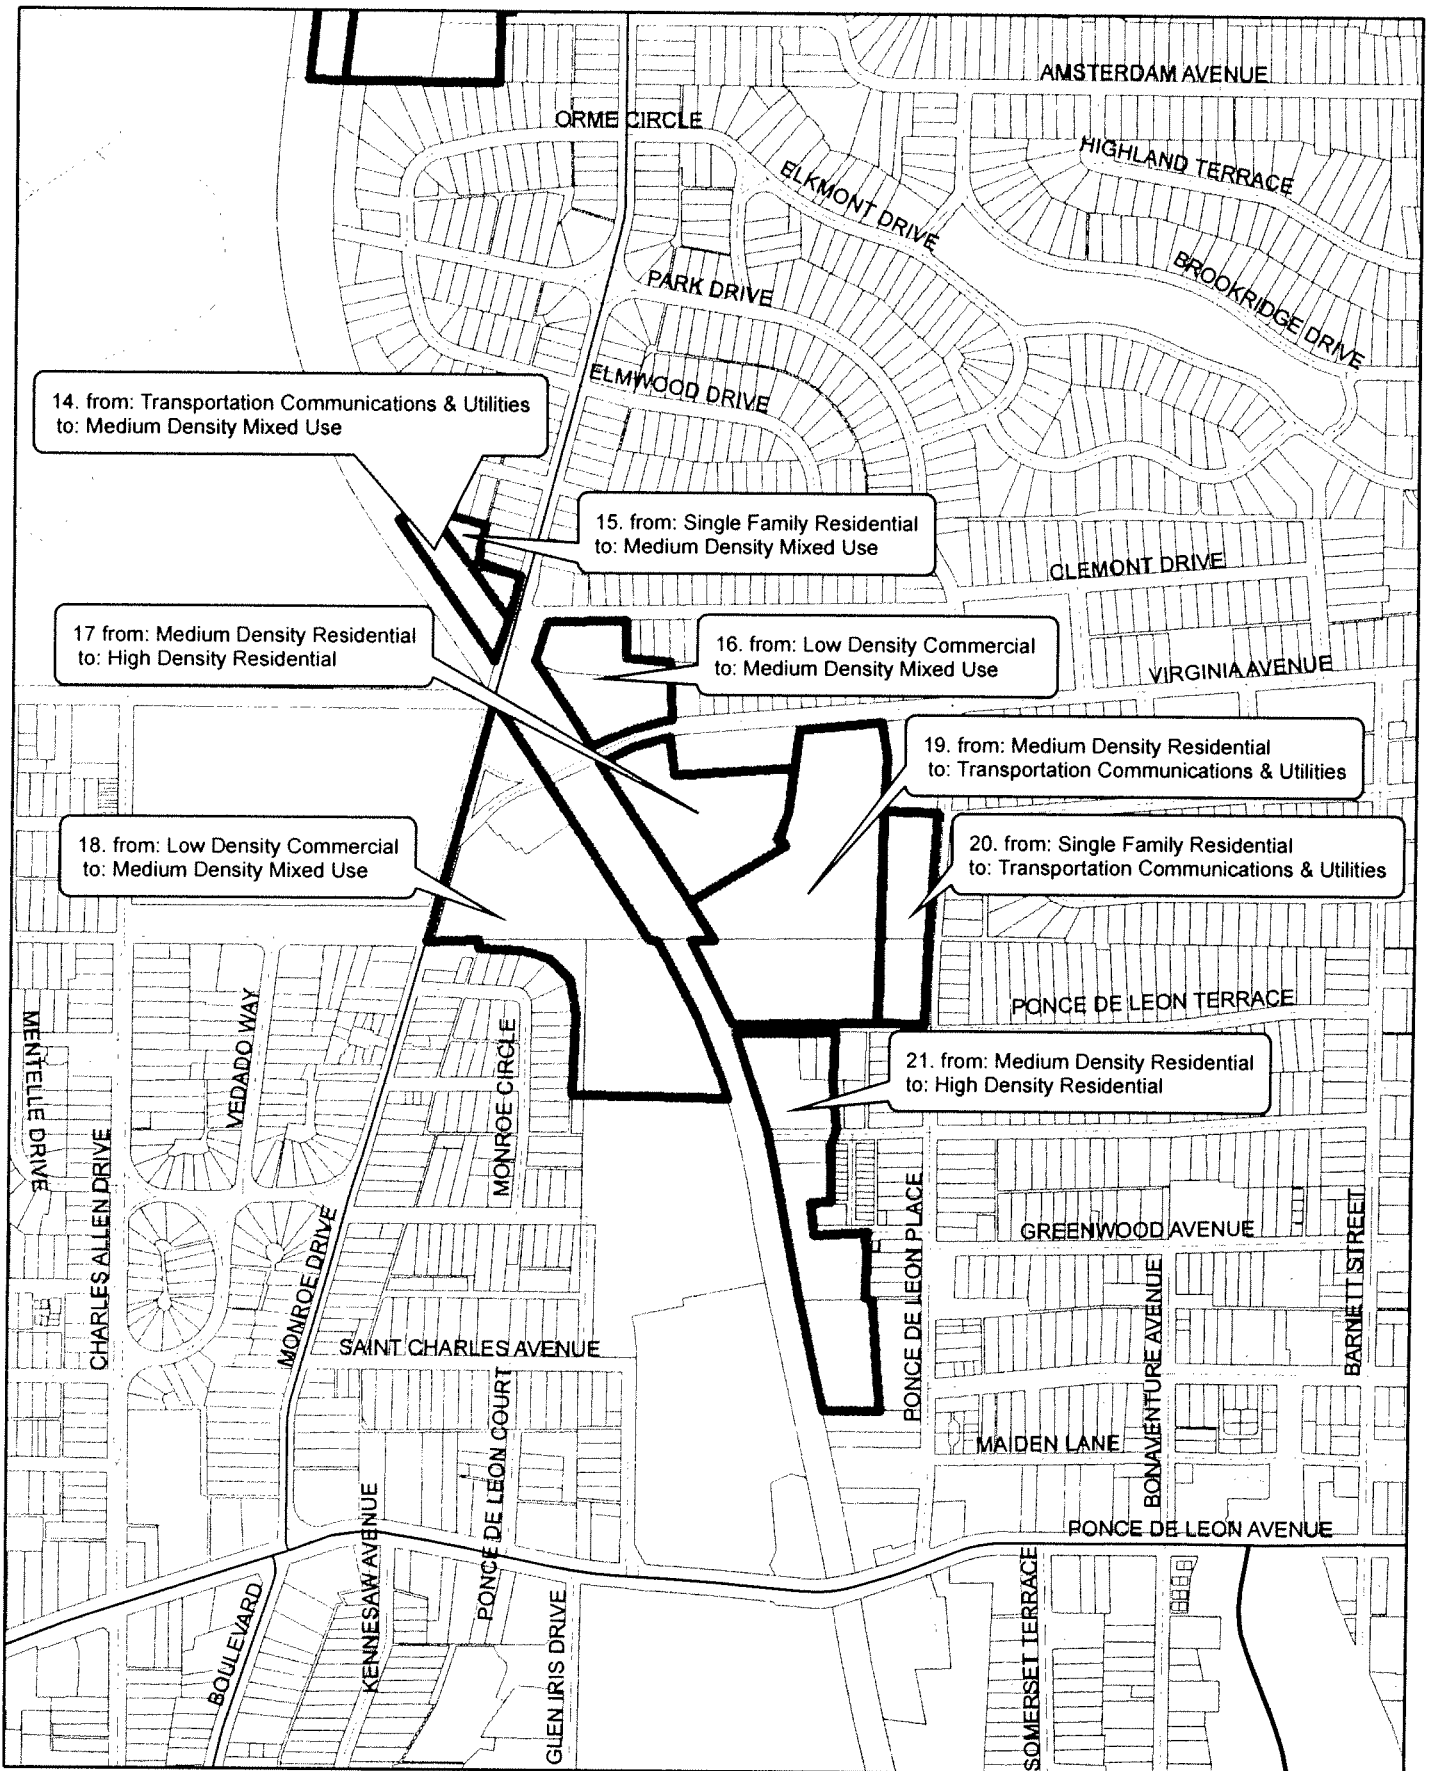 AMSTERDAM AVENUE
ORME CIRCLE
HIGHLAND TERRACE
ELKMONT DRIVE
BROOKRIDGE DRIVE
PARK DRIVE
ELMWOOD DRIVE
14. from: Transportation Communications & Utilities
to: Medium Density Mixed Use
15. from: Single Family Residential
to: Medium Density Mixed Use
CLEMONT DRIVE
17 from: Medium Density Residential
to: High Density Residential
16. from: Low Density Commercial
to: Medium Density Mixed Use
VIRGINIA AVENUE
19. from: Medium Density Residential
to: Transportation Communications & Utilities
18. from: Low Density Commercial
to: Medium Density Mixed Use
20. from: Single Family Residential
to: Transportation Communications & Utilities
PONCE DE LEON TERRACE
MENTELLE DRIVE
VEDADO WAY
MONROE CIRCLE
21. from: Medium Density Residential
to: High Density Residential
CHARLES ALLEN DRIVE
MONROE DRIVE
PONCE DE LEON PLACE
GREENWOOD AVENUE
BARNETT STREET
SAINT CHARLES AVENUE
BONAVENTURE AVENUE
PONCE DE LEON COURT
MAIDEN LANE
KENNESAW AVENUE
PONCE DE LEON AVENUE
BOULEVARD
GLEN IRIS DRIVE
SOMERSET TERRACE